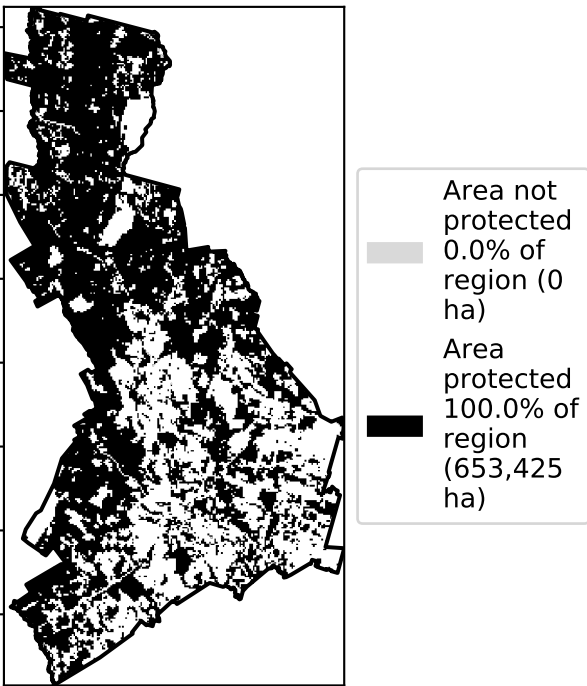 Area not
protected
0.0% of
region (0
ha)
Area
protected
100.0% of
region
(653,425
ha)